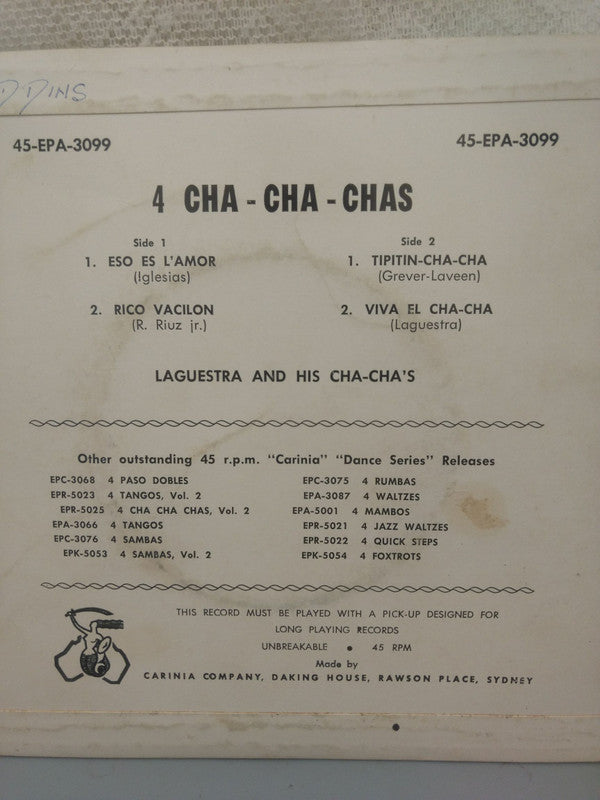 45-EPA-3099 45-EPA-3099
4 CHA - CHA - CHAS
Side 1
1. ESO ES L'AMOR
(Iglesias)
2. RICO VACILON
(R. Riuz jr.)
Side 2
1. TIPITIN-CHA-CHA
(Grever-Laveen)
2. VIVA EL CHA-CHA
(Laguestra)
LAGUESTRA AND HIS CHA-CHA'S
Other outstanding 45 r.p.m. "Carinia" "Dance Series" Releases
EPC-3068 4 PASO DOBLES
EPR-5023 4 TANGOS, Vol. 2
EPR-5025 4 CHA CHA CHAS, Vol. 2
EPA-3066 4 TANGOS
EPC-3076 4 SAMBAS
EPK-5053 4 SAMBAS, Vol. 2
EPC-3075 4 RUMBAS
EPA-3087 4 WALTZES
EPA-5001 4 MAMBOS
EPR-5021 4 JAZZ WALTZES
EPR-5022 4 QUICK STEPS
EPK-5054 4 FOXTROTS
THIS RECORD MUST BE PLAYED WITH A PICK-UP DESIGNED FOR
LONG PLAYING RECORDS
UNBREAKABLE • 45 RPM
Made by
CARINIA COMPANY, DAKING HOUSE, RAWSON PLACE, SYDNEY